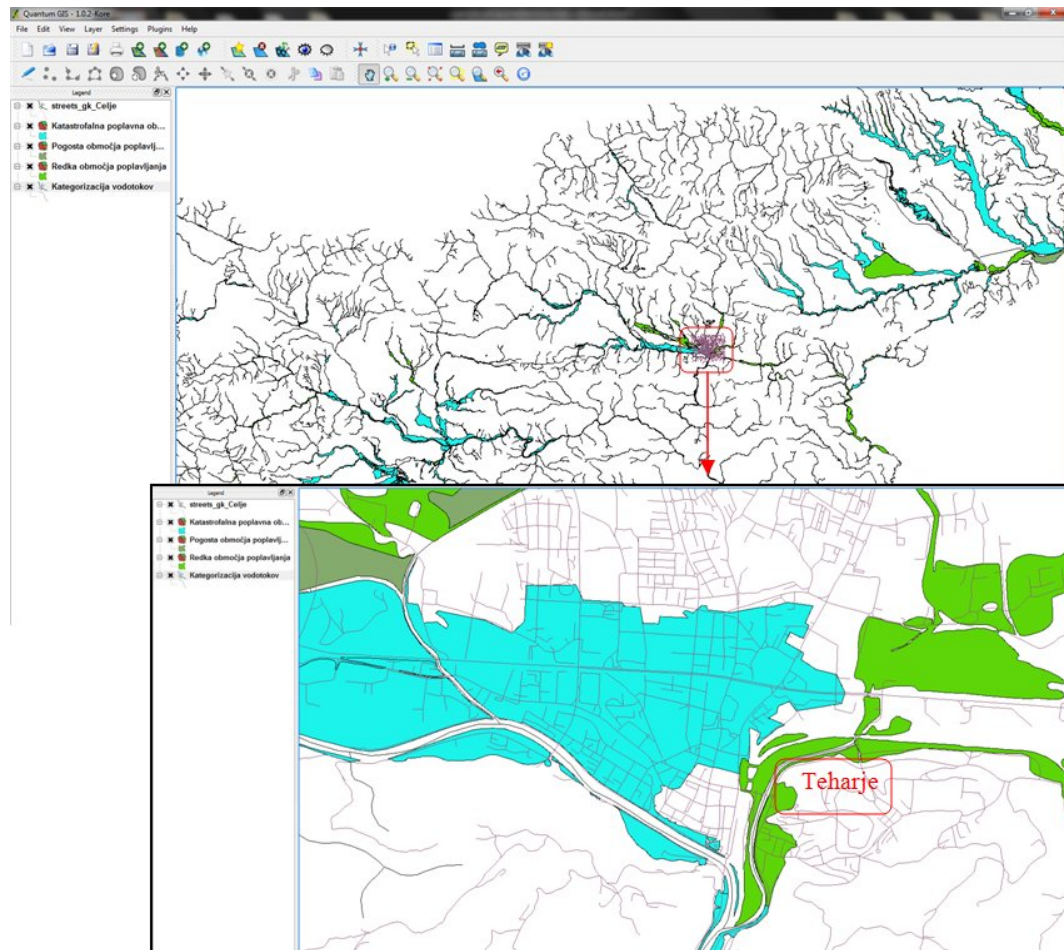 Quantum GIS - 1.0.2-Kore
File Edit View Layer Settings Plugins Help
Legend
streets_gk_Celje
Katastrofalna poplavna ob...
Pogosta območja poplavlj...
Redka območja poplavljanja
Kategorizacija vodotokov
Legend
streets_gk_Celje
Katastrofalna poplavna ob...
Pogosta območja poplavlj...
Redka območja poplavljanja
Kategorizacija vodotokov
Teharje